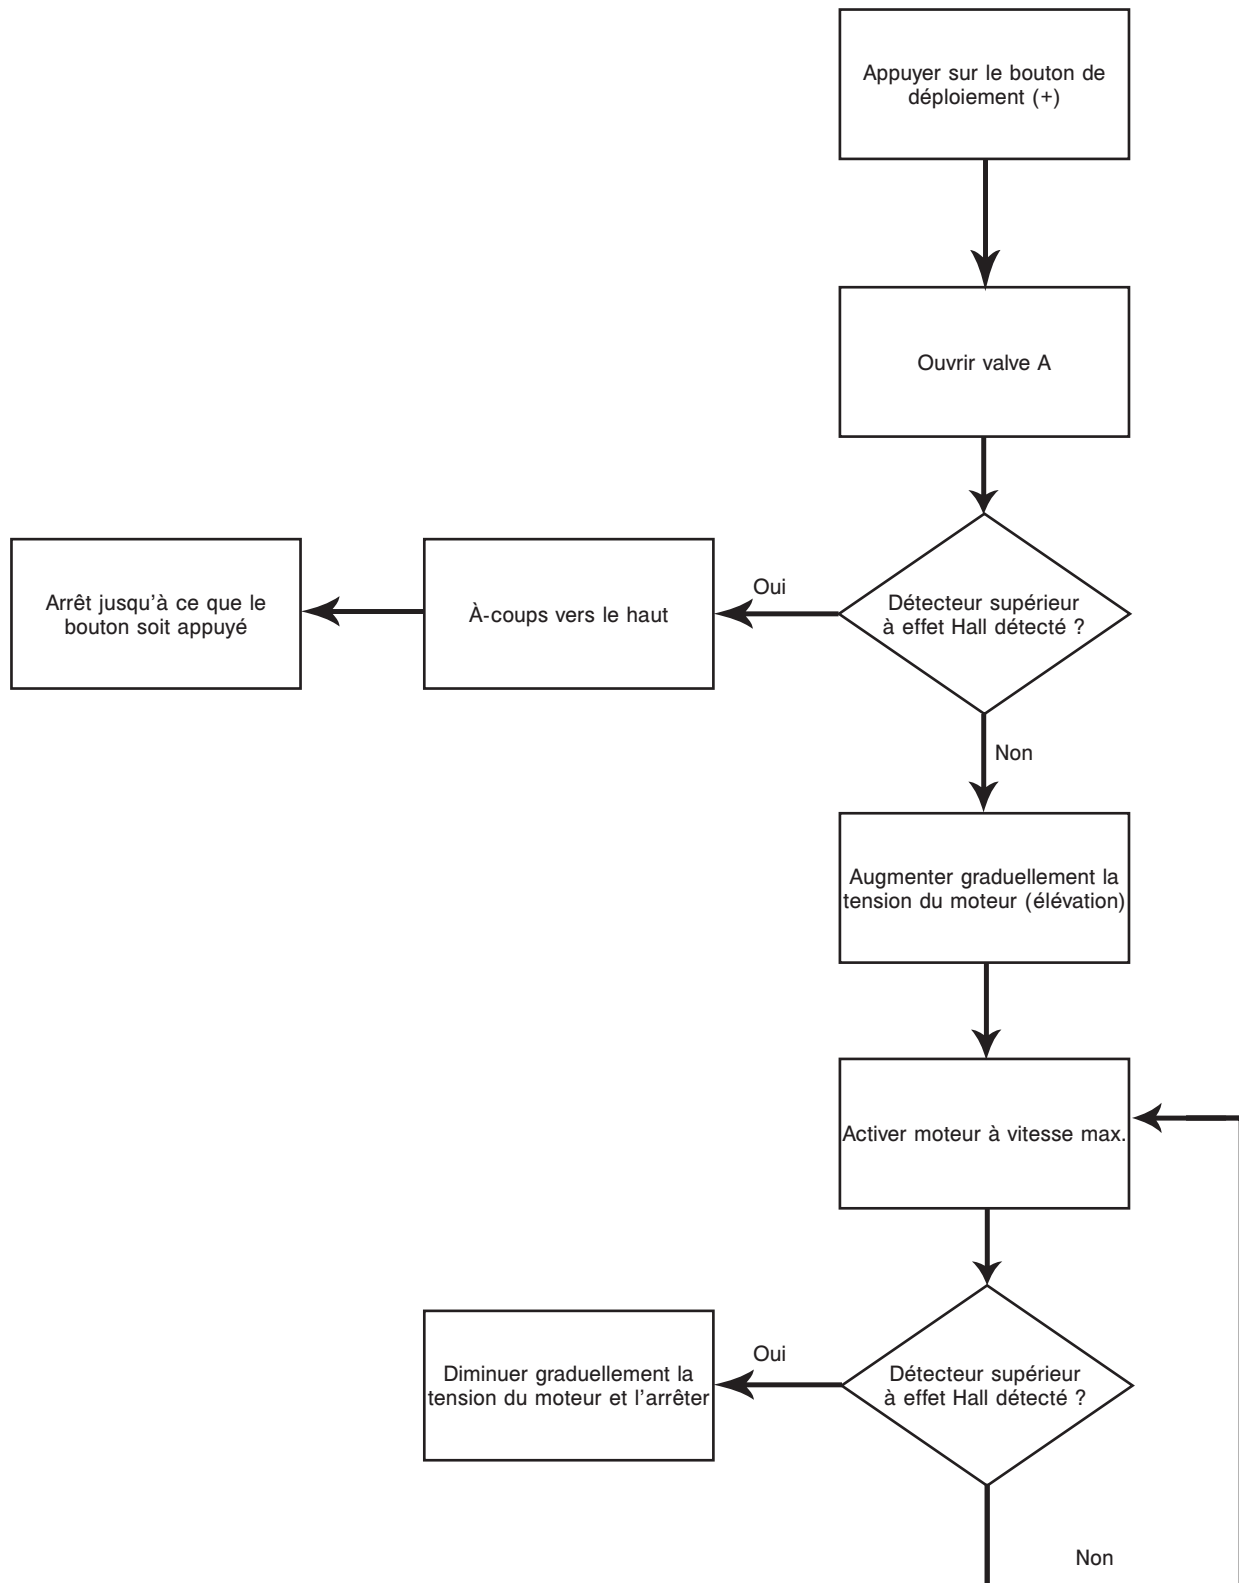 Appuyer sur le bouton de
déploiement (+)
Ouvrir valve A
Détecteur supérieur
à effet Hall détecté ?
Oui
À-coups vers le haut
Arrêt jusqu'à ce que le
bouton soit appuyé
Non
Augmenter graduellement la
tension du moteur (élévation)
Activer moteur à vitesse max.
Détecteur supérieur
à effet Hall détecté ?
Oui
Diminuer graduellement la
tension du moteur et l'arrêter
Non